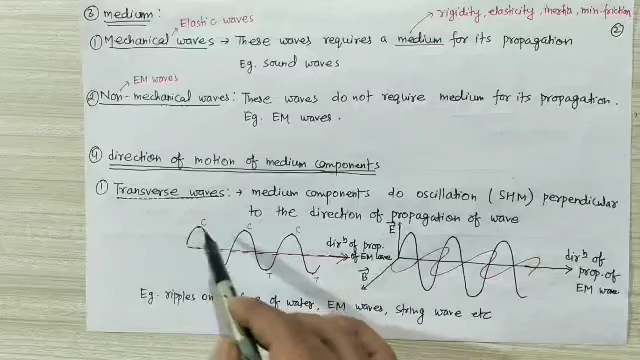 ③ medium:
Elastic waves
rigidity, elasticity, inertia, min. friction
②
① Mechanical waves → These waves requires a medium for its propagation
Eg. sound waves
EM waves
② Non-mechanical waves: These waves do not require medium for its propagation.
Eg. EM waves.
④ direction of motion of medium components
① Transverse waves: → medium components do oscillation (SHM) perpendicular
to the direction of propagation of wave
C C C
T T
dirⁿ of prop.
of EM wave
E
B
dirⁿ of
prop. of
EM wave
Eg. ripples on of water, EM waves, string wave etc